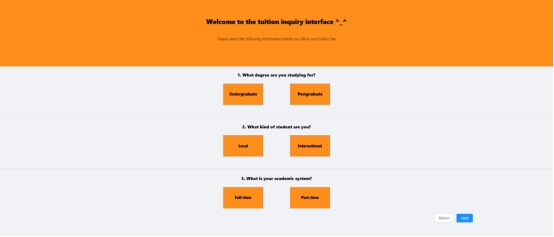 Welcome to the tuition inquiry interface ^_^
Please select the following information before you fill in your tuition fee
1. What degree are you studying for?
Undergraduate
Postgraduate
2. What kind of student are you?
Local
International
3. What is your academic system?
Full-time
Part-time
Return
Next